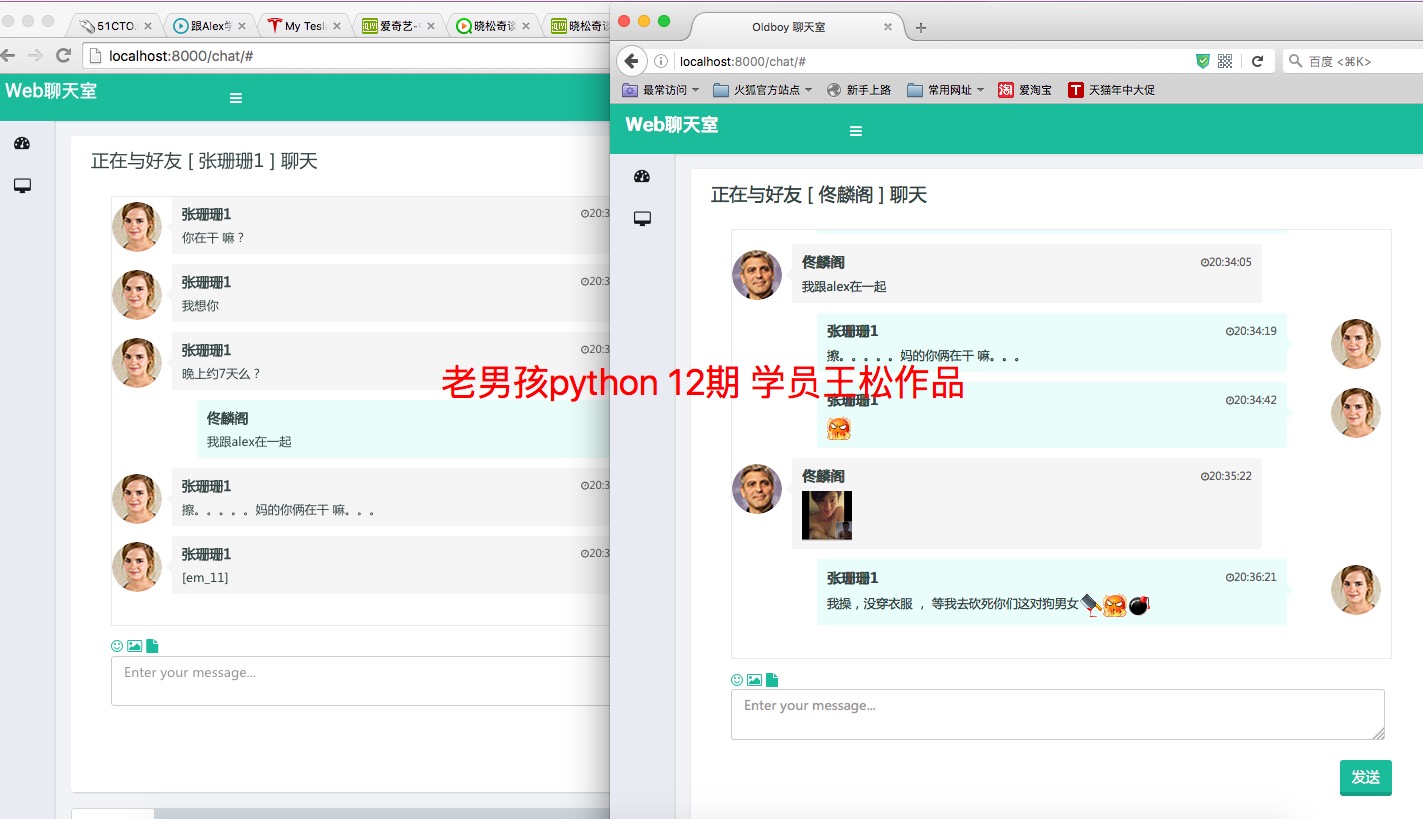 51CTO.
跟Alex学
My Tesl
爱奇艺-
晓松奇谈
晓松奇谈
localhost:8000/chat/#
Web聊天室
正在与好友 [ 张珊珊1 ] 聊天
张珊珊1
20:3
你在干 嘛？
张珊珊1
20:3
我想你
张珊珊1
20:3
晚上约7天么？
佟麟阁
我跟alex在一起
张珊珊1
20:3
擦。。。。。妈的你俩在干 嘛。。。
张珊珊1
20:3
[em_11]
Enter your message...
Oldboy 聊天室
localhost:8000/chat/#
百度 <⌘K>
最常访问
火狐官方站点
新手上路
常用网址
淘
爱淘宝
T
天猫年中大促
Web聊天室
正在与好友 [ 佟麟阁 ] 聊天
佟麟阁
20:34:05
我跟alex在一起
张珊珊1
20:34:19
擦。。。。。妈的你俩在干 嘛。。。
老男孩python 12期 学员王松作品
张珊珊1
20:34:42
佟麟阁
20:35:22
张珊珊1
20:36:21
我操，没穿衣服 ， 等我去砍死你们这对狗男女
Enter your message...
发送